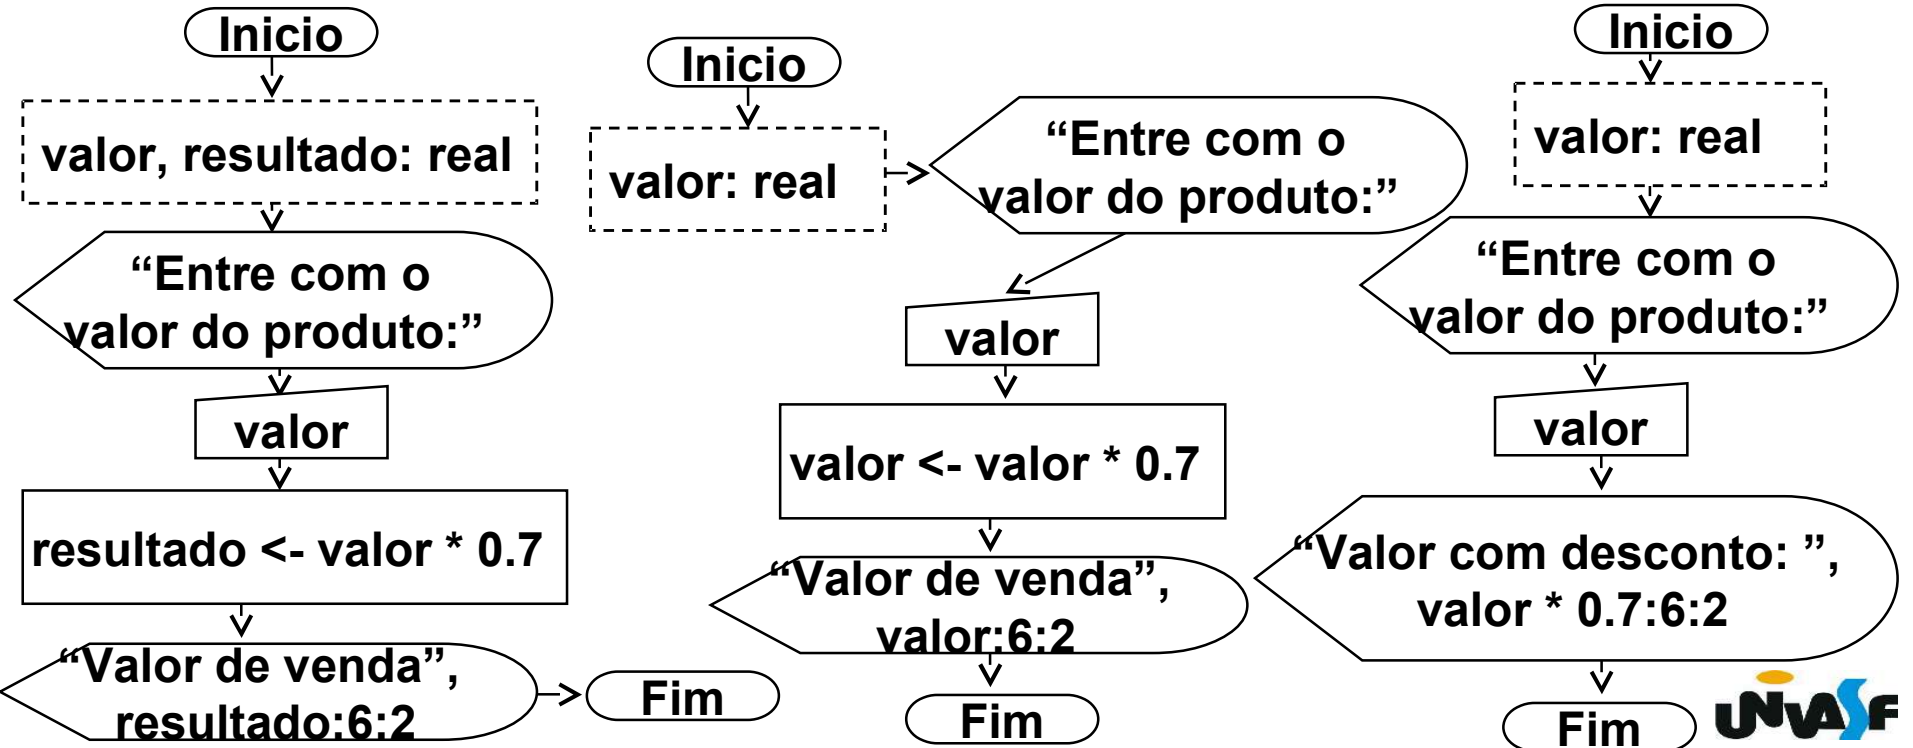 Inicio
valor, resultado: real
“Entre com o
valor do produto:”
valor
resultado <- valor * 0.7
“Valor de venda”,
resultado:6:2
Fim
Inicio
valor: real
“Entre com o
valor do produto:”
valor
valor <- valor * 0.7
“Valor de venda”,
valor:6:2
Fim
Inicio
valor: real
“Entre com o
valor do produto:”
valor
“Valor com desconto: ”,
valor * 0.7:6:2
Fim
UNIVASF